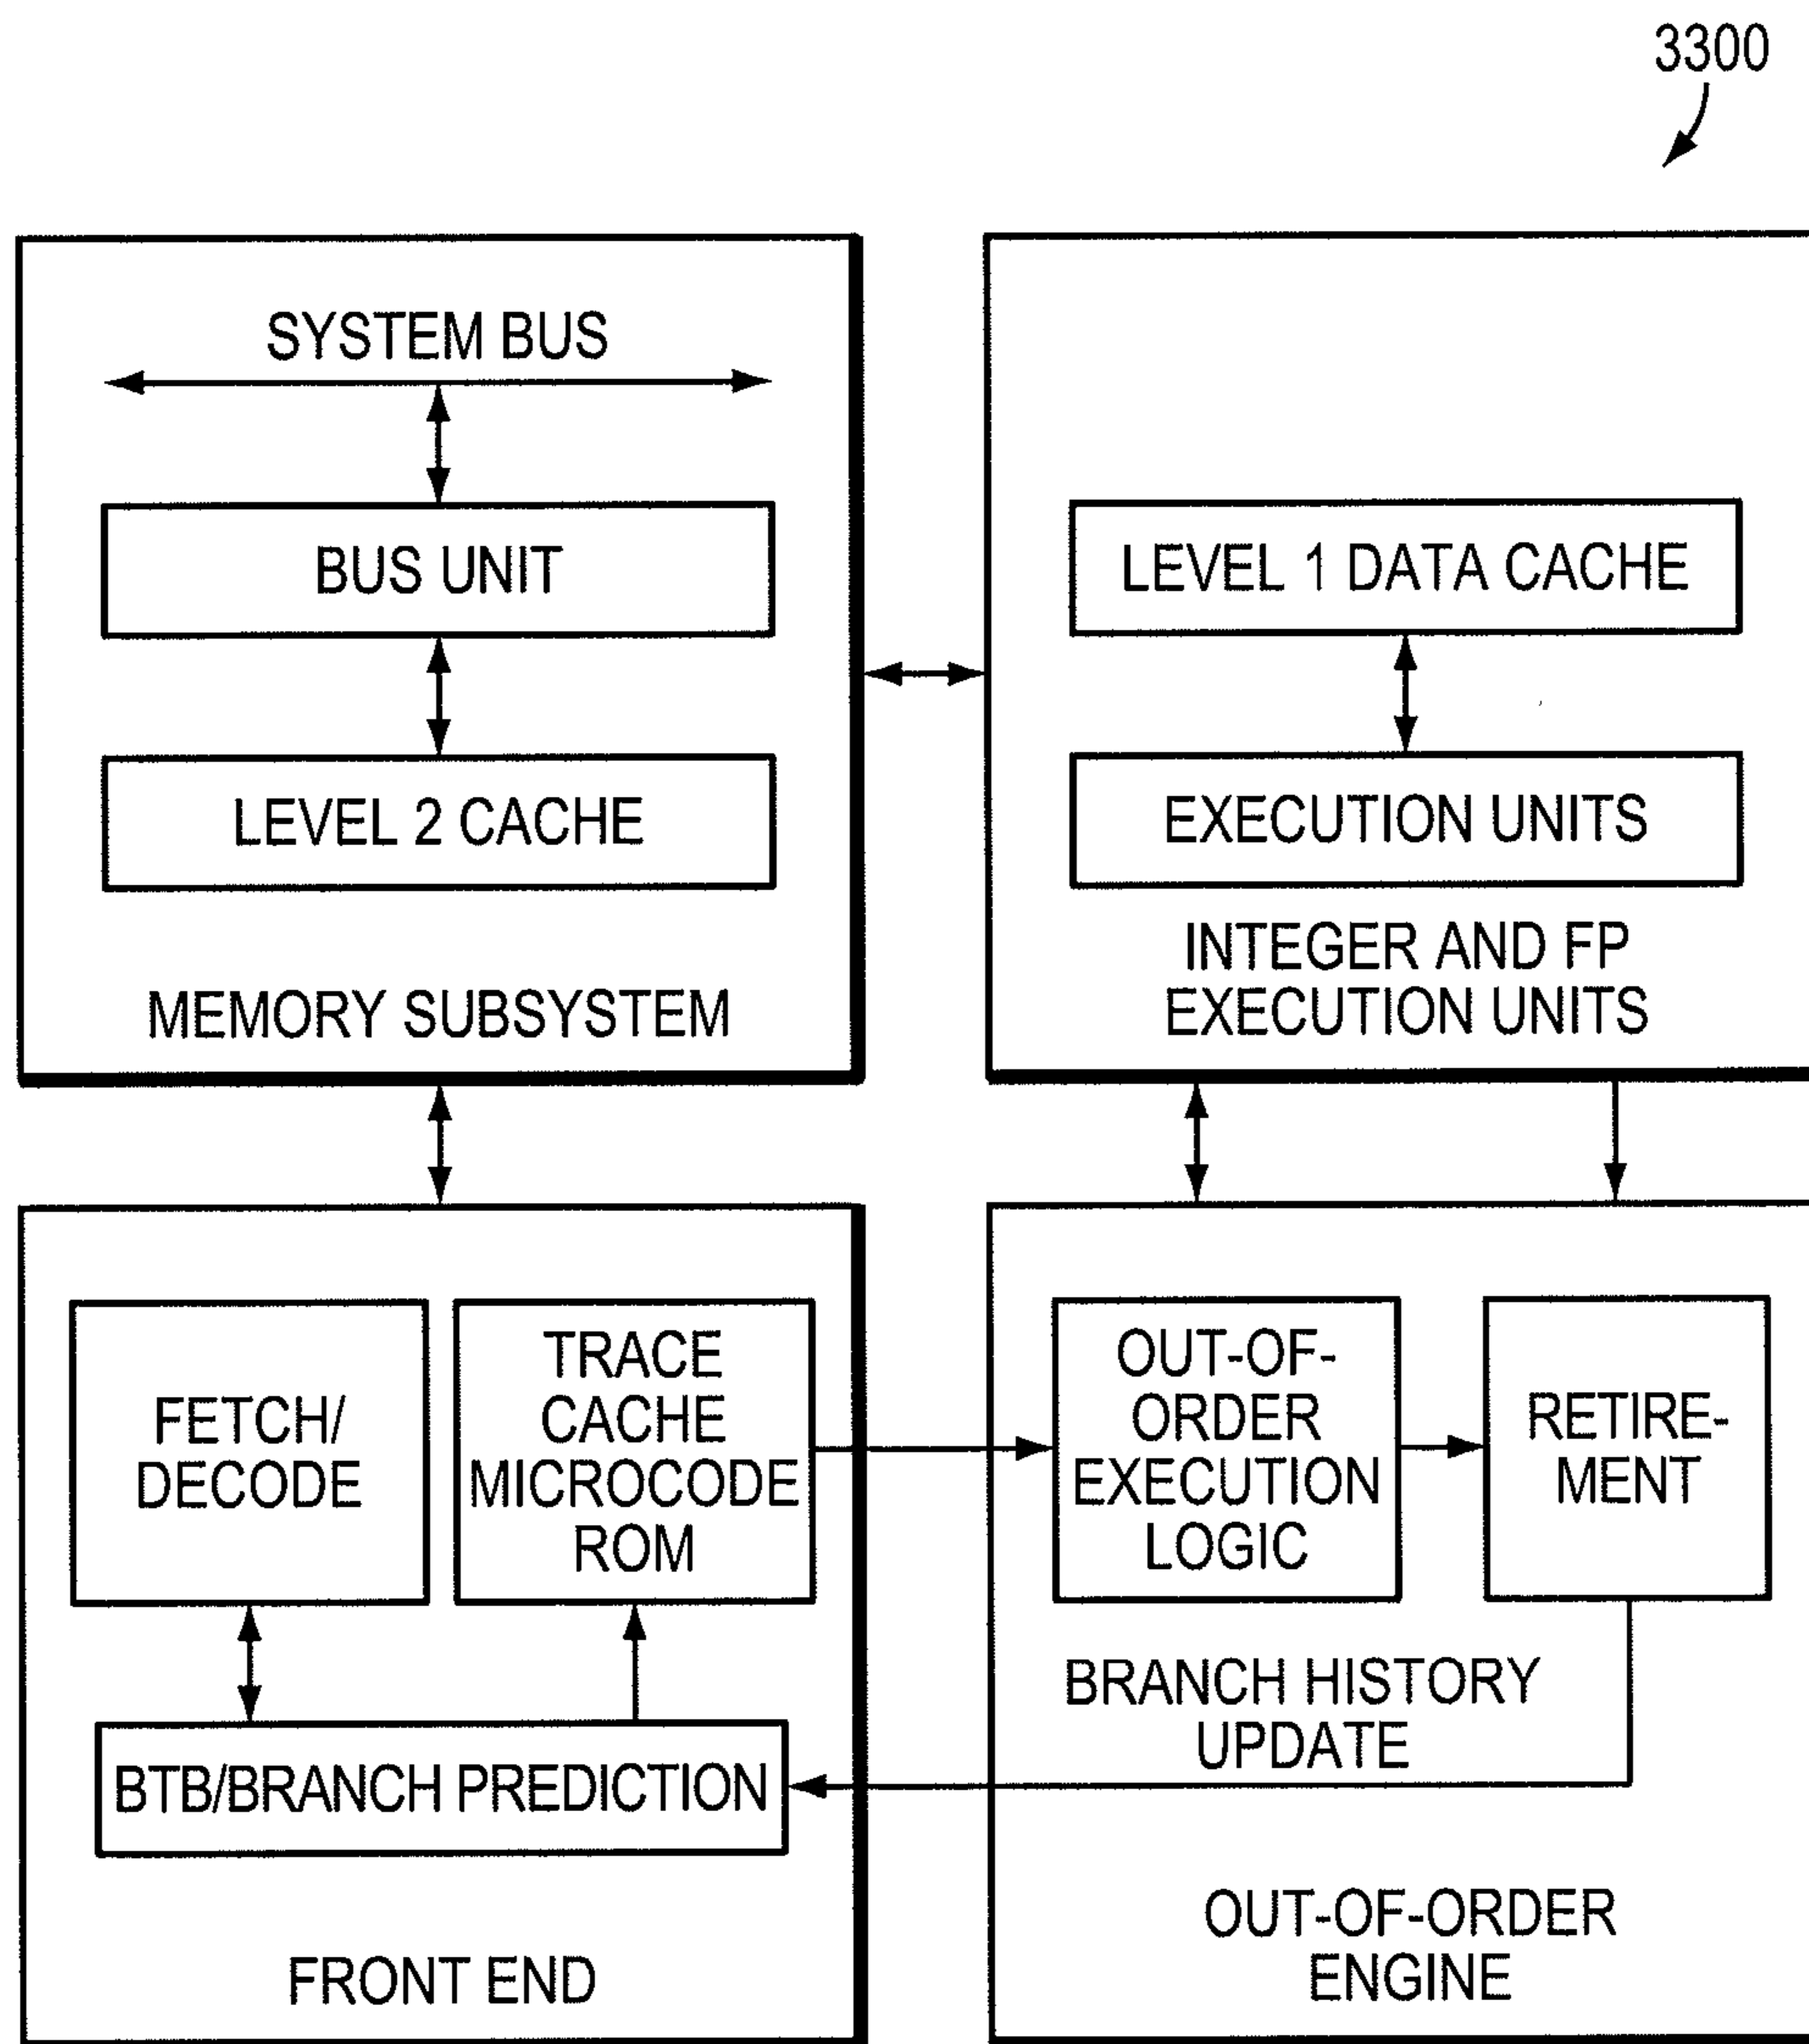 3300
SYSTEM BUS
BUS UNIT
LEVEL 2 CACHE
MEMORY SUBSYSTEM
LEVEL 1 DATA CACHE
EXECUTION UNITS
INTEGER AND FP
EXECUTION UNITS
FETCH/
DECODE
TRACE
CACHE
MICROCODE
ROM
BTB/BRANCH PREDICTION
FRONT END
OUT-OF-
ORDER
EXECUTION
LOGIC
RETIRE-
MENT
BRANCH HISTORY
UPDATE
OUT-OF-ORDER
ENGINE